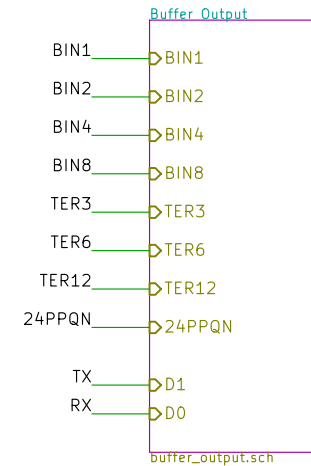 Buffer Output
BIN1 BIN1
BIN2 BIN2
BIN4 BIN4
BIN8 BIN8
TER3 TER3
TER6 TER6
TER12 TER12
24PPQN 24PPQN
TX D1
RX D0
buffer_output.sch